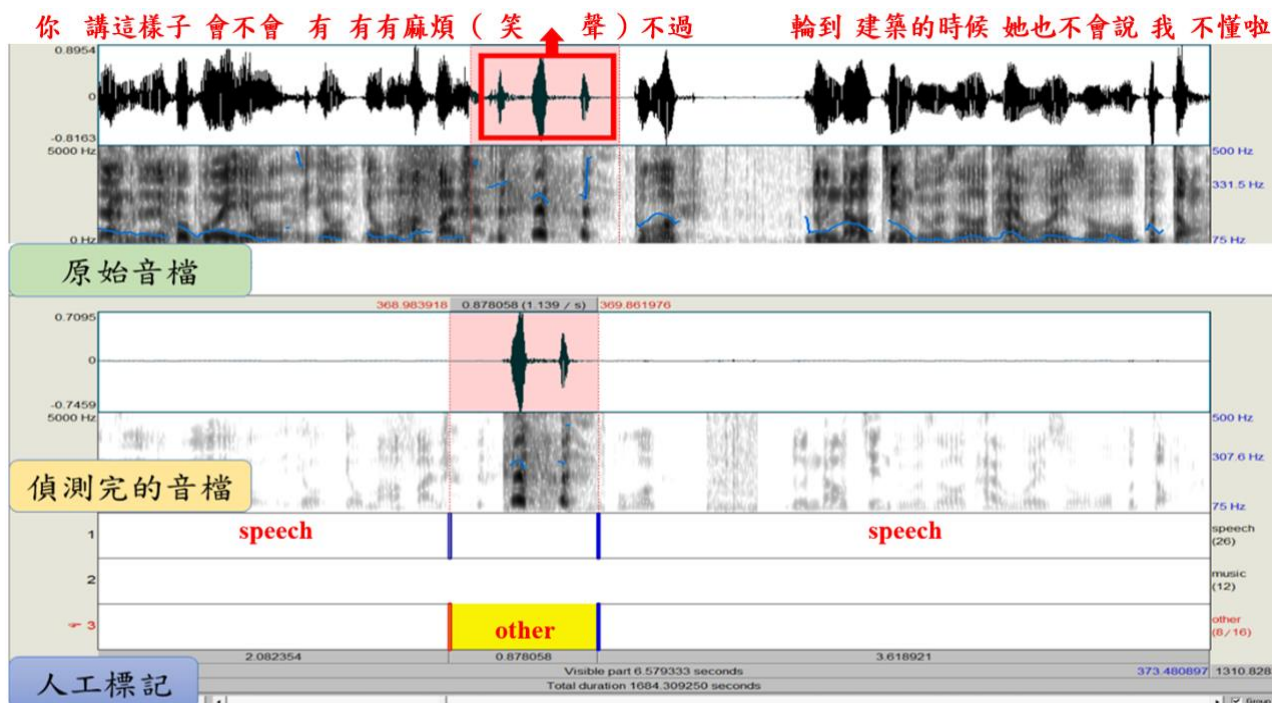 你 講這樣子 會不會 有 有有麻煩 ( 笑 聲 ) 不過 輪到 建築的時候 她也不會說 我 不懂啦
0.8954
0
-0.8163
5000 Hz
500 Hz
331.5 Hz
0 Hz
75 Hz
原始音檔
368.983918 0.878058 (1.139 / s) 369.861976
0.7095
0
-0.7459
5000 Hz
500 Hz
307.6 Hz
75 Hz
偵測完的音檔
1 speech speech speech
(26)
2 music
(12)
3 other other
(8/16)
2.082354 0.878058 3.618921
Visible part 6.579333 seconds 373.480897 1310.828
Total duration 1684.309250 seconds
人工標記
Group